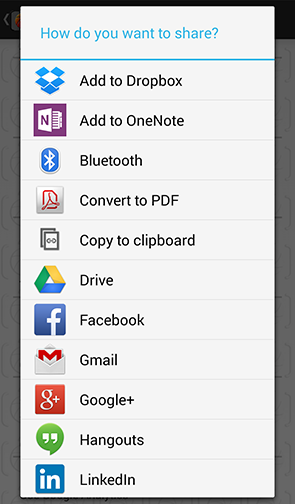 How do you want to share?
Add to Dropbox
Add to OneNote
Bluetooth
Convert to PDF
Copy to clipboard
Drive
Facebook
Gmail
Google+
Hangouts
LinkedIn